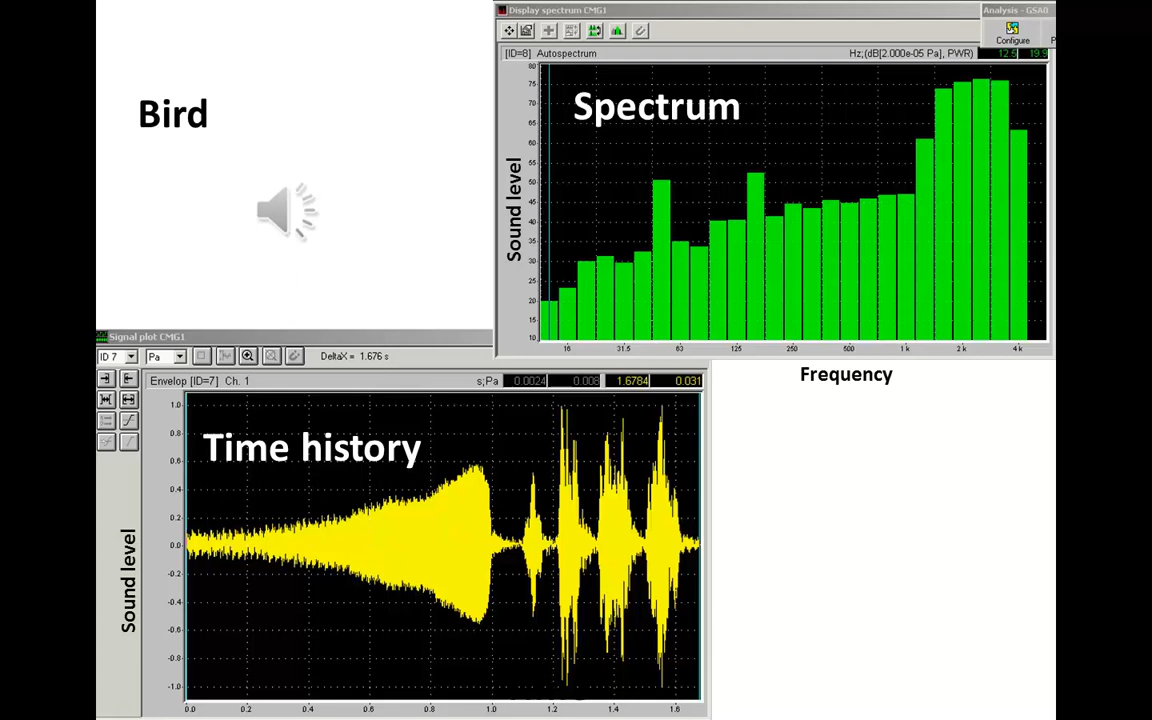 Display spectrum CMG1
Analysis - GSA0
Configure
[ID=8] Autospectrum
Hz;(dB[2.000e-05 Pa], PWR)
12.5
19.9
Bird
Spectrum
Sound level
80
75
70
65
60
55
50
45
40
35
30
25
20
15
10
16
31.5
63
125
250
500
1 k
2 k
4 k
Frequency
Signal plot CMG1
ID 7
Pa
DeltaX = 1.676 s
Envelop [ID=7] Ch. 1
s;Pa
0.0024
0.008
1.6784
0.031
Time history
Sound level
1.0
0.8
0.6
0.4
0.2
0.0
-0.2
-0.4
-0.6
-0.8
-1.0
0.0
0.2
0.4
0.6
0.8
1.0
1.2
1.4
1.6